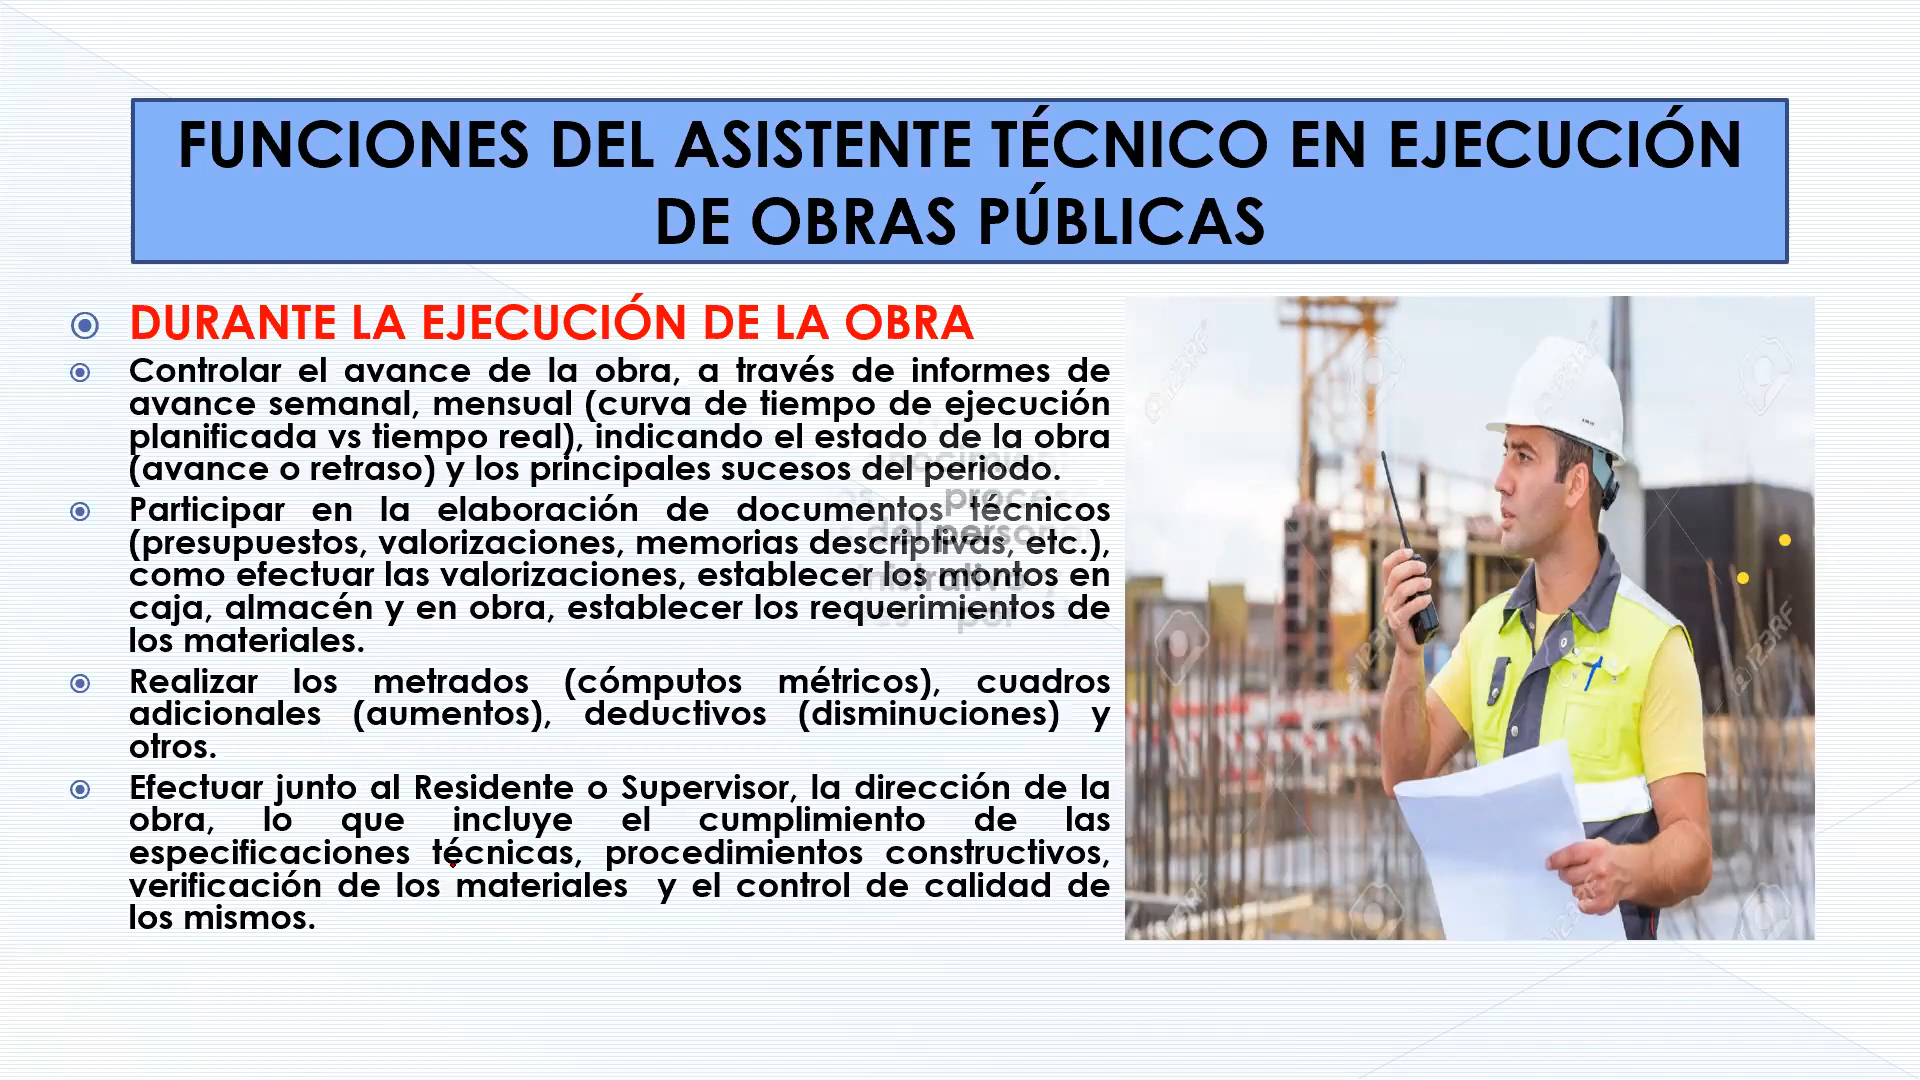 FUNCIONES DEL ASISTENTE TÉCNICO EN EJECUCIÓN
DE OBRAS PÚBLICAS
DURANTE LA EJECUCIÓN DE LA OBRA
Controlar el avance de la obra, a través de informes de
avance semanal, mensual (curva de tiempo de ejecución
planificada vs tiempo real), indicando el estado de la obra
(avance o retraso) y los principales sucesos del periodo.
Participar en la elaboración de documentos técnicos
(presupuestos, valorizaciones, memorias descriptivas, etc.),
como efectuar las valorizaciones, establecer los montos en
caja, almacén y en obra, establecer los requerimientos de
los materiales.
Realizar los metrados (cómputos métricos), cuadros
adicionales (aumentos), deductivos (disminuciones) y
otros.
Efectuar junto al Residente o Supervisor, la dirección de la
obra, lo que incluye el cumplimiento de las
especificaciones técnicas, procedimientos constructivos,
verificación de los materiales y el control de calidad de
los mismos.
123RF
123RF
123RF
123RF
123RF
123RF